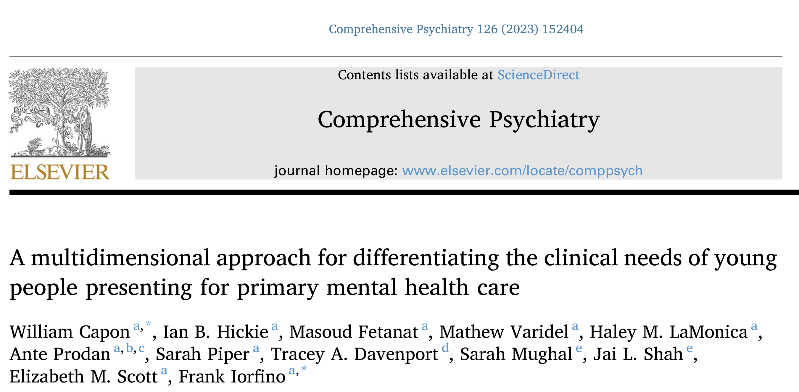 Comprehensive Psychiatry 126 (2023) 152404
Contents lists available at ScienceDirect
Comprehensive Psychiatry
ELSEVIER
journal homepage: www.elsevier.com/locate/comppsych
A multidimensional approach for differentiating the clinical needs of young
people presenting for primary mental health care
William Capon a,*, Ian B. Hickie a, Masoud Fetanat a, Mathew Varidel a, Haley M. LaMonica a,
Ante Prodan a,b,c, Sarah Piper a, Tracey A. Davenport d, Sarah Mughal e, Jai L. Shah e,
Elizabeth M. Scott a, Frank Iorfino a,*